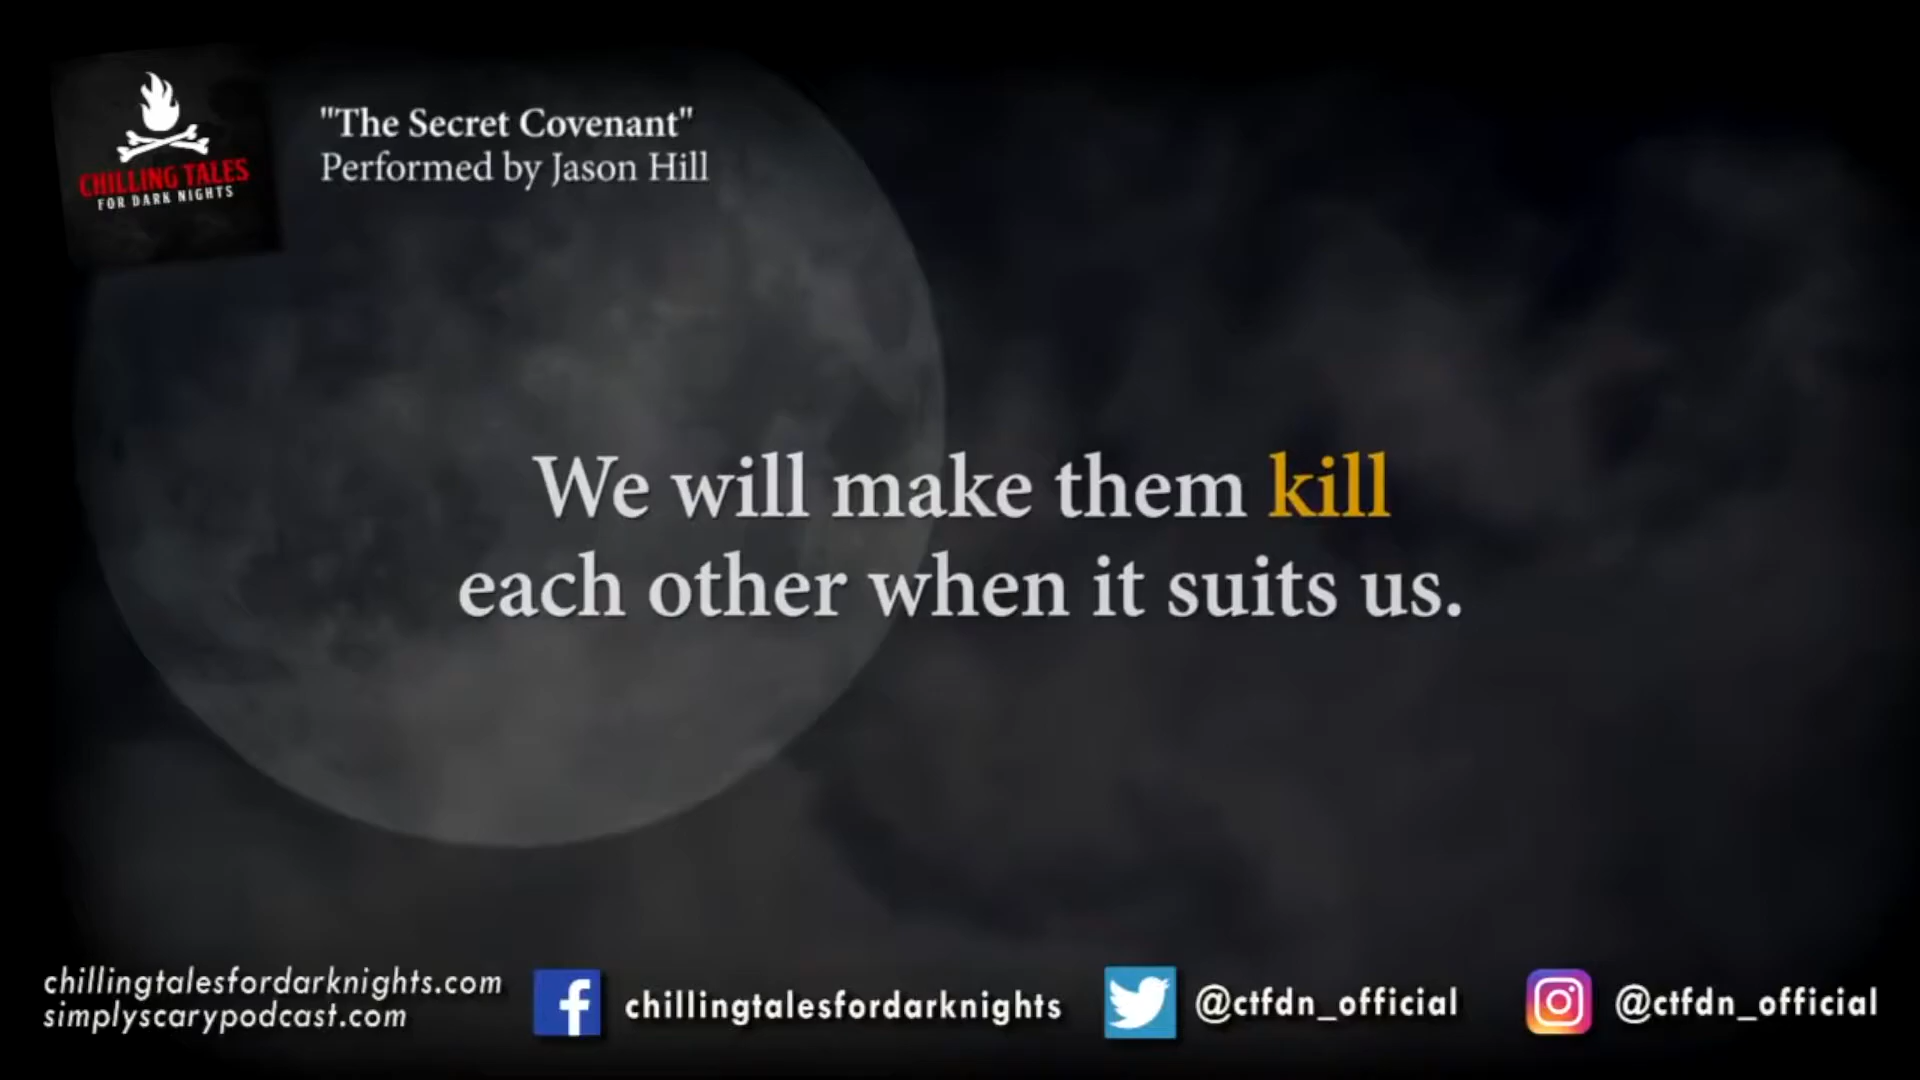 CHILLING TALES
FOR DARK NIGHTS
"The Secret Covenant"
Performed by Jason Hill
We will make them kill
each other when it suits us.
chillingtalesfordarknights.com
simplyscarypodcast.com
chillingtalesfordarknights
@ctfdn_official
@ctfdn_official